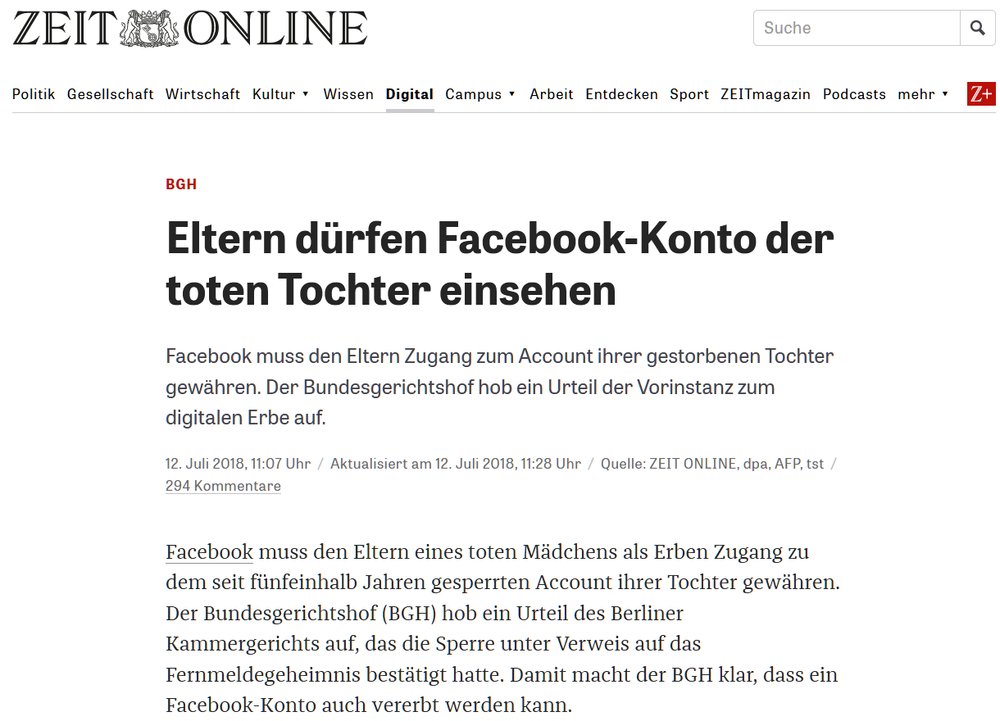 ZEIT ONLINE
Suche
Politik Gesellschaft Wirtschaft Kultur ▼ Wissen Digital Campus ▼ Arbeit Entdecken Sport ZEITmagazin Podcasts mehr ▼ Z+
BGH
Eltern dürfen Facebook-Konto der
toten Tochter einsehen
Facebook muss den Eltern Zugang zum Account ihrer gestorbenen Tochter
gewähren. Der Bundesgerichtshof hob ein Urteil der Vorinstanz zum
digitalen Erbe auf.
12. Juli 2018, 11:07 Uhr / Aktualisiert am 12. Juli 2018, 11:28 Uhr / Quelle: ZEIT ONLINE, dpa, AFP, tst /
294 Kommentare
Facebook muss den Eltern eines toten Mädchens als Erben Zugang zu
dem seit fünfeinhalb Jahren gesperrten Account ihrer Tochter gewähren.
Der Bundesgerichtshof (BGH) hob ein Urteil des Berliner
Kammergerichts auf, das die Sperre unter Verweis auf das
Fernmeldegeheimnis bestätigt hatte. Damit macht der BGH klar, dass ein
Facebook-Konto auch vererbt werden kann.